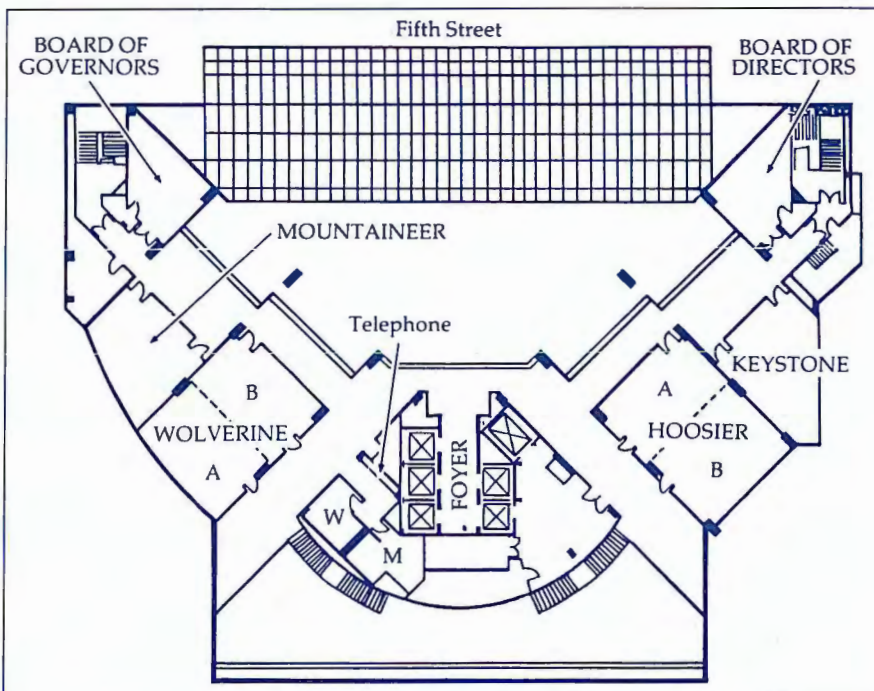 Fifth Street
BOARD OF
GOVERNORS
BOARD OF
DIRECTORS
MOUNTAINEER
Telephone
KEYSTONE
B
WOLVERINE
A
A
HOOSIER
B
FOYER
W
M